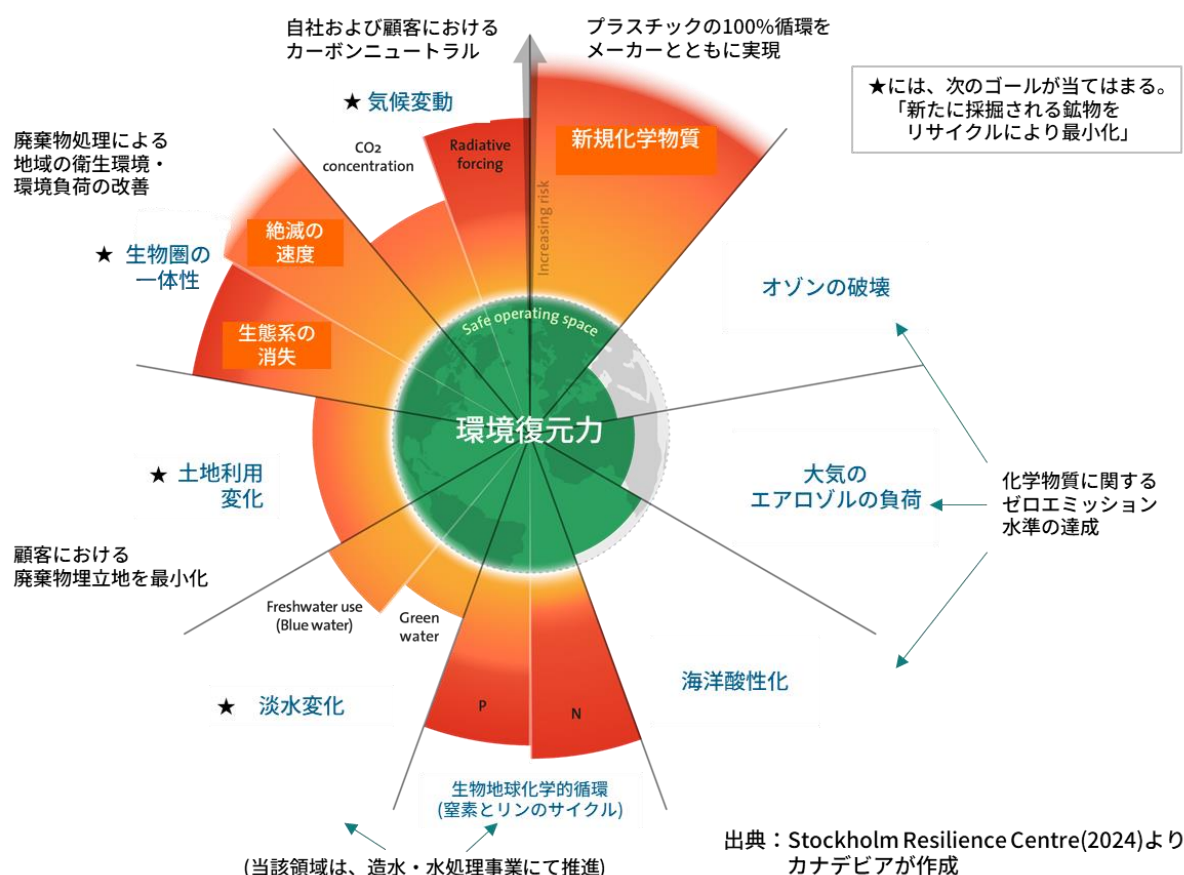 自社および顧客における
カーボンニュートラル
プラスチックの100%循環を
メーカーとともに実現
★には、次のゴールが当てはまる。
「新たに採掘される鉱物を
リサイクルにより最小化」
★ 気候変動
廃棄物処理による
地域の衛生環境・
環境負荷の改善
CO2
concentration
Radiative
forcing
新規化学物質
Increasing risk
絶滅の
速度
★ 生物圏の
一体性
生態系の
消失
オゾンの破壊
Safe operating space
環境復元力
★ 土地利用
変化
大気の
エアロゾルの負荷
化学物質に関する
ゼロエミッション
水準の達成
顧客における
廃棄物埋立地を最小化
Freshwater use
(Blue water)
Green
water
P
N
海洋酸性化
★ 淡水変化
生物地球化学的循環
(窒素とリンのサイクル)
(当該領域は、造水・水処理事業にて推進)
出典：Stockholm Resilience Centre(2024)より
カナデビアが作成